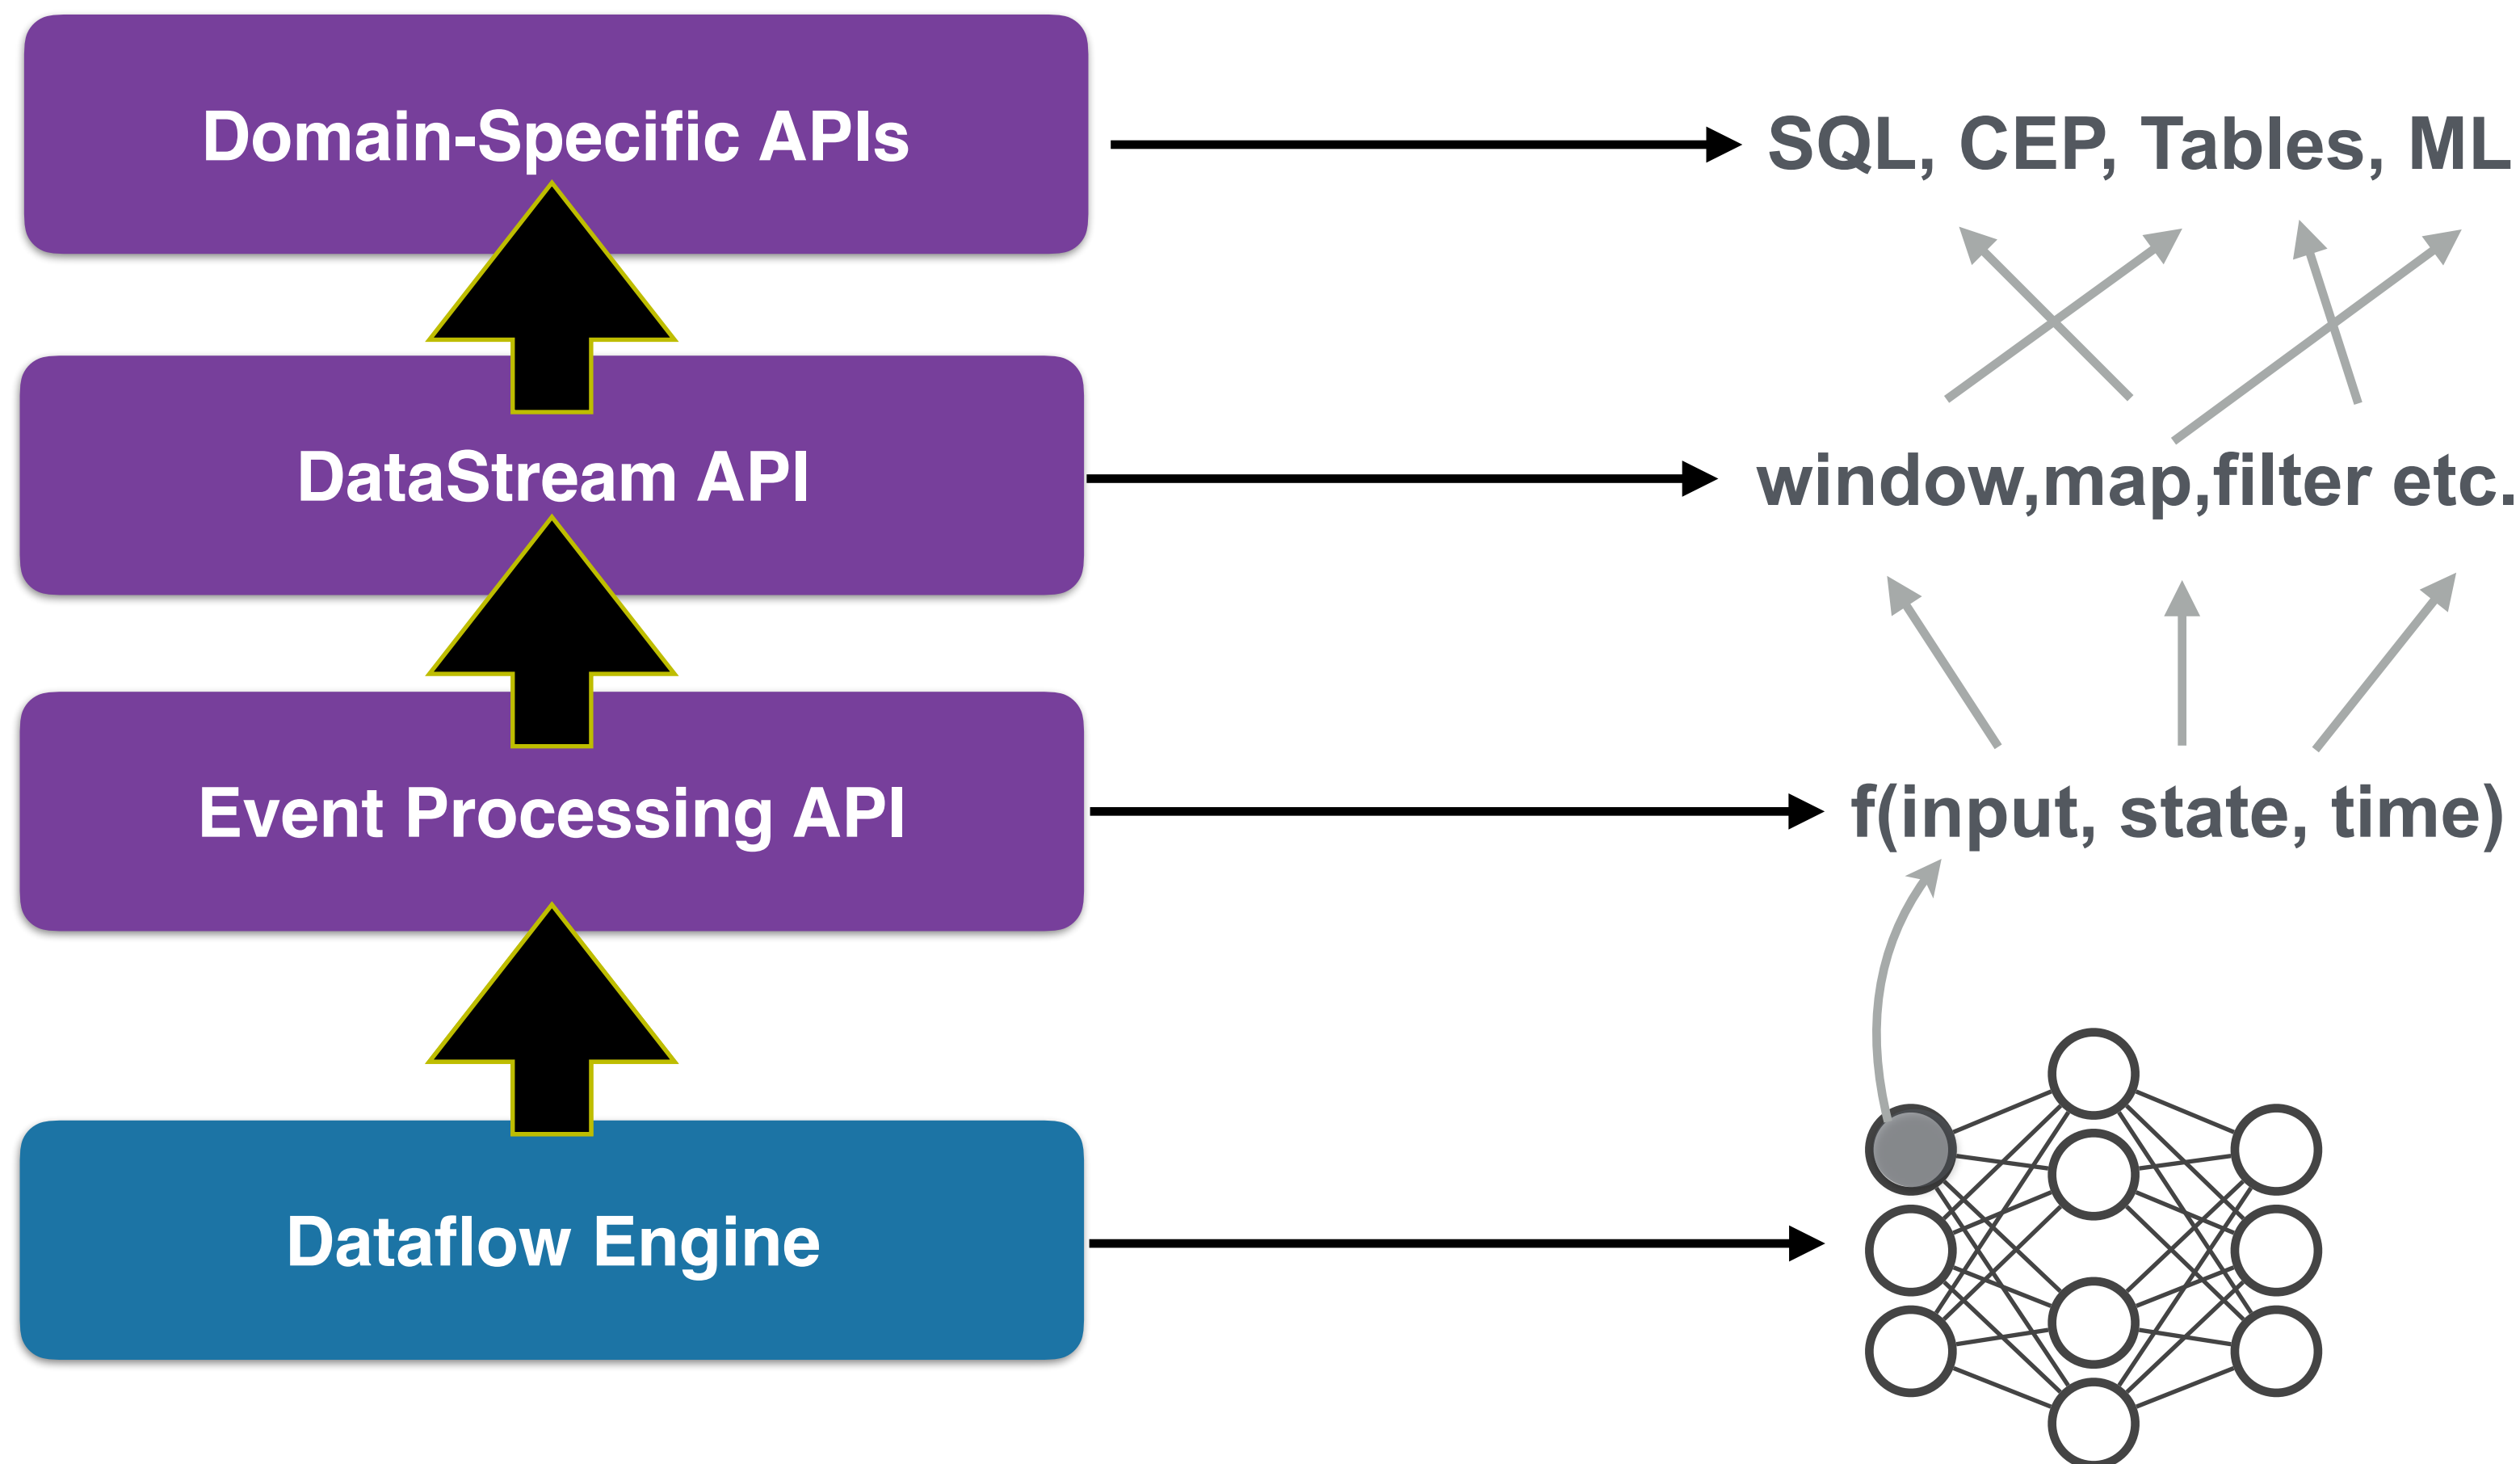 Domain-Specific APIs
SQL, CEP, Tables, ML
DataStream API
window,map,filter etc.
Event Processing API
f(input, state, time)
Dataflow Engine